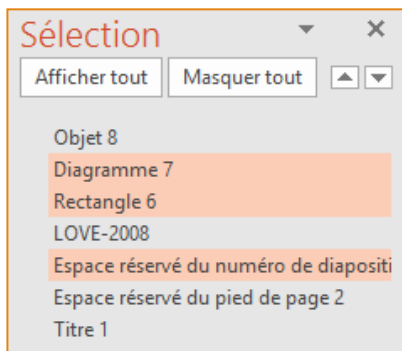 Sélection
Afficher tout Masquer tout
Objet 8
Diagramme 7
Rectangle 6
LOVE-2008
Espace réservé du numéro de diapositi
Espace réservé du pied de page 2
Titre 1